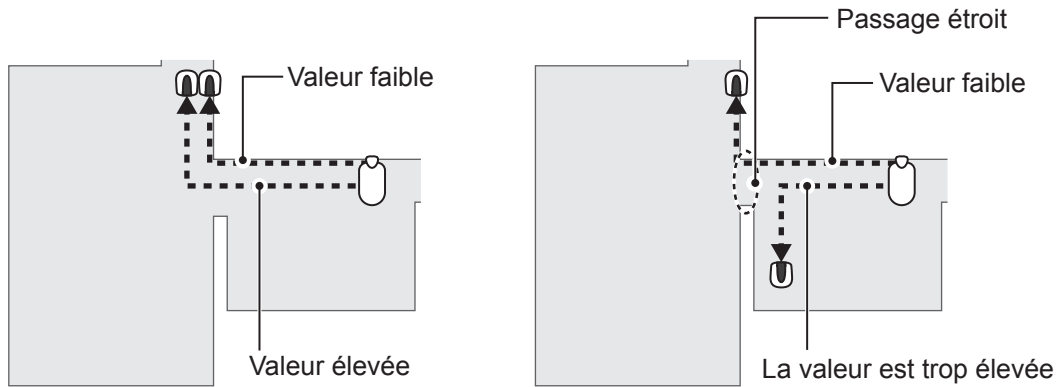 Valeur faible
Valeur élevée
Passage étroit
Valeur faible
La valeur est trop élevée